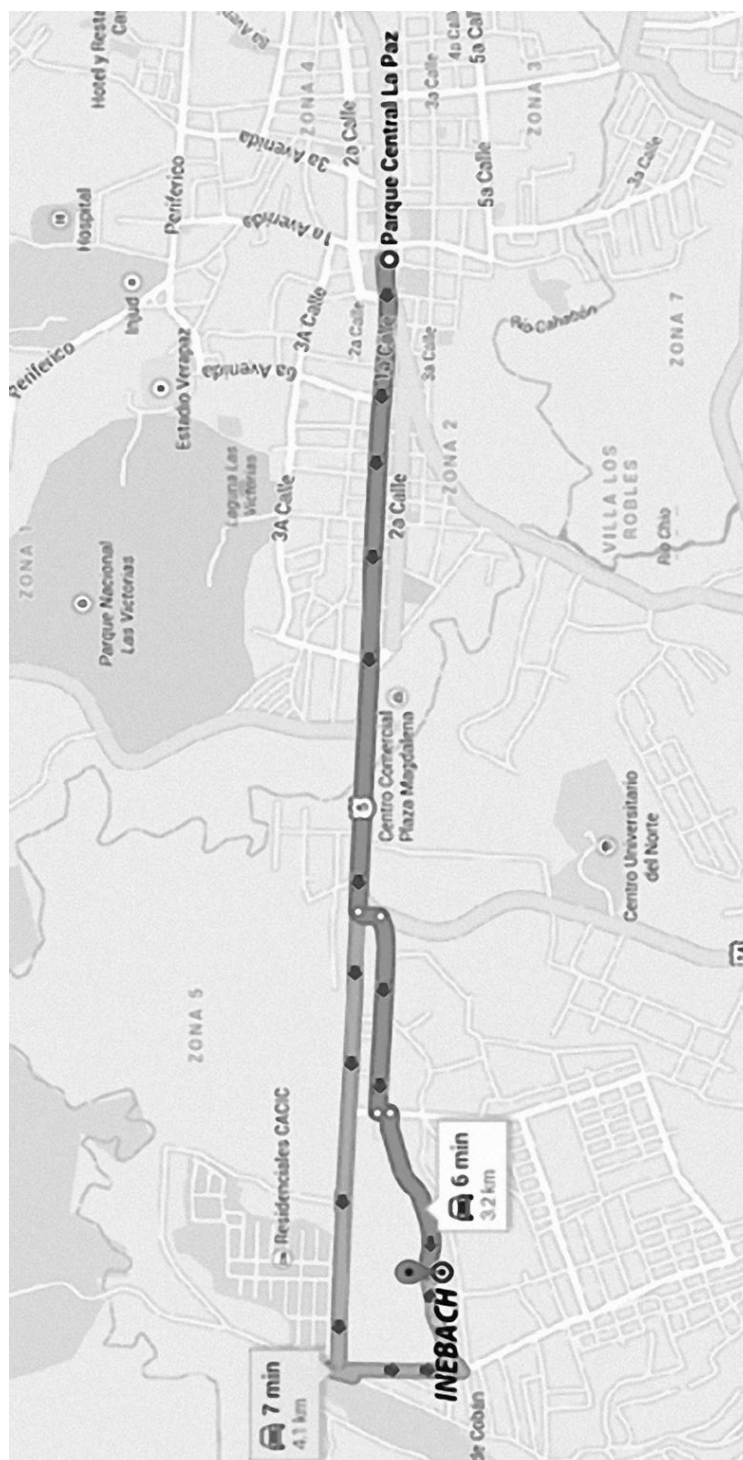 ZONA 1
Periferico
Parque Nacional
Las Victorias
Injud
Hospital
Hotel y Resta
Estadio Verapaz
Periférico
ZONA 5
Laguna Las
Victorias
6a Avenida
1a Avenida
3a Avenida
ZONA 4
7 min
4.1 km
Residenciales CACIC
3A Calle
3A Calle
2a Calle
2a Calle
5
1a Calle
Parque Central La Paz
Centro Comercial
Plaza Magdalena
2a Calle
3a Calle
3a Calle
INEBACH
6 min
3.2 km
ZONA 2
4a Calle
5a Calle
5a Calle
de Cobán
Río Cahabón
ZONA 3
VILLA LOS
ROBLES
3a Calle
Centro Universitario
del Norte
Río Chio
ZONA 7